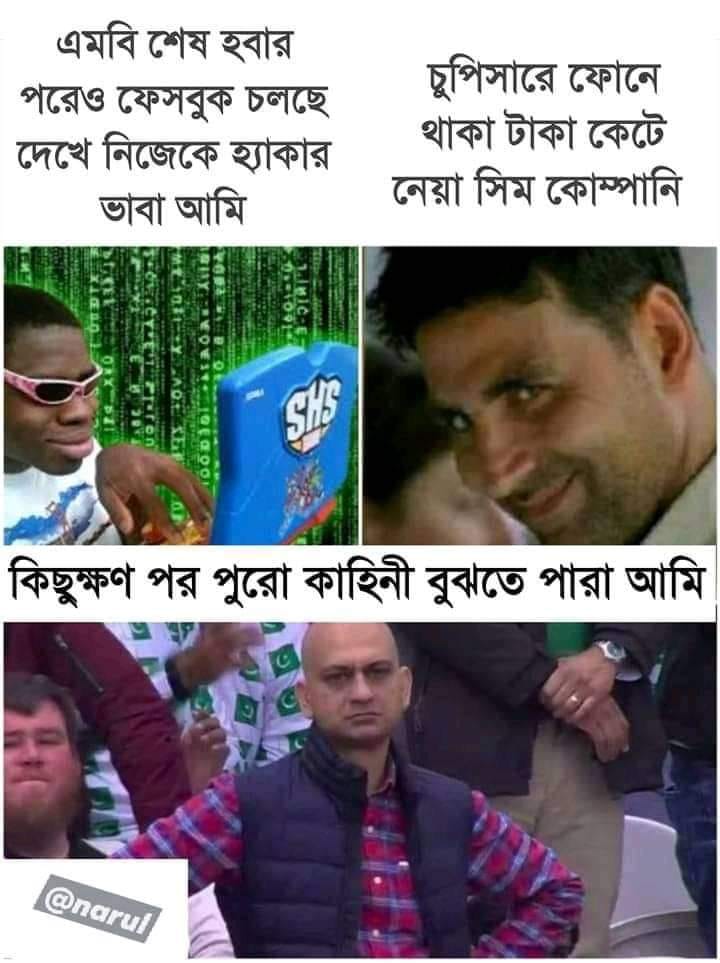 এমবি শেষ হবার
পরেও ফেসবুক চলছে
দেখে নিজেকে হ্যাকার
ভাবা আমি
চুপিসারে ফোনে
থাকা টাকা কেটে
নেয়া সিম কোম্পানি
SHS
কিছুক্ষণ পর পুরো কাহিনী বুঝতে পারা আমি
@narul